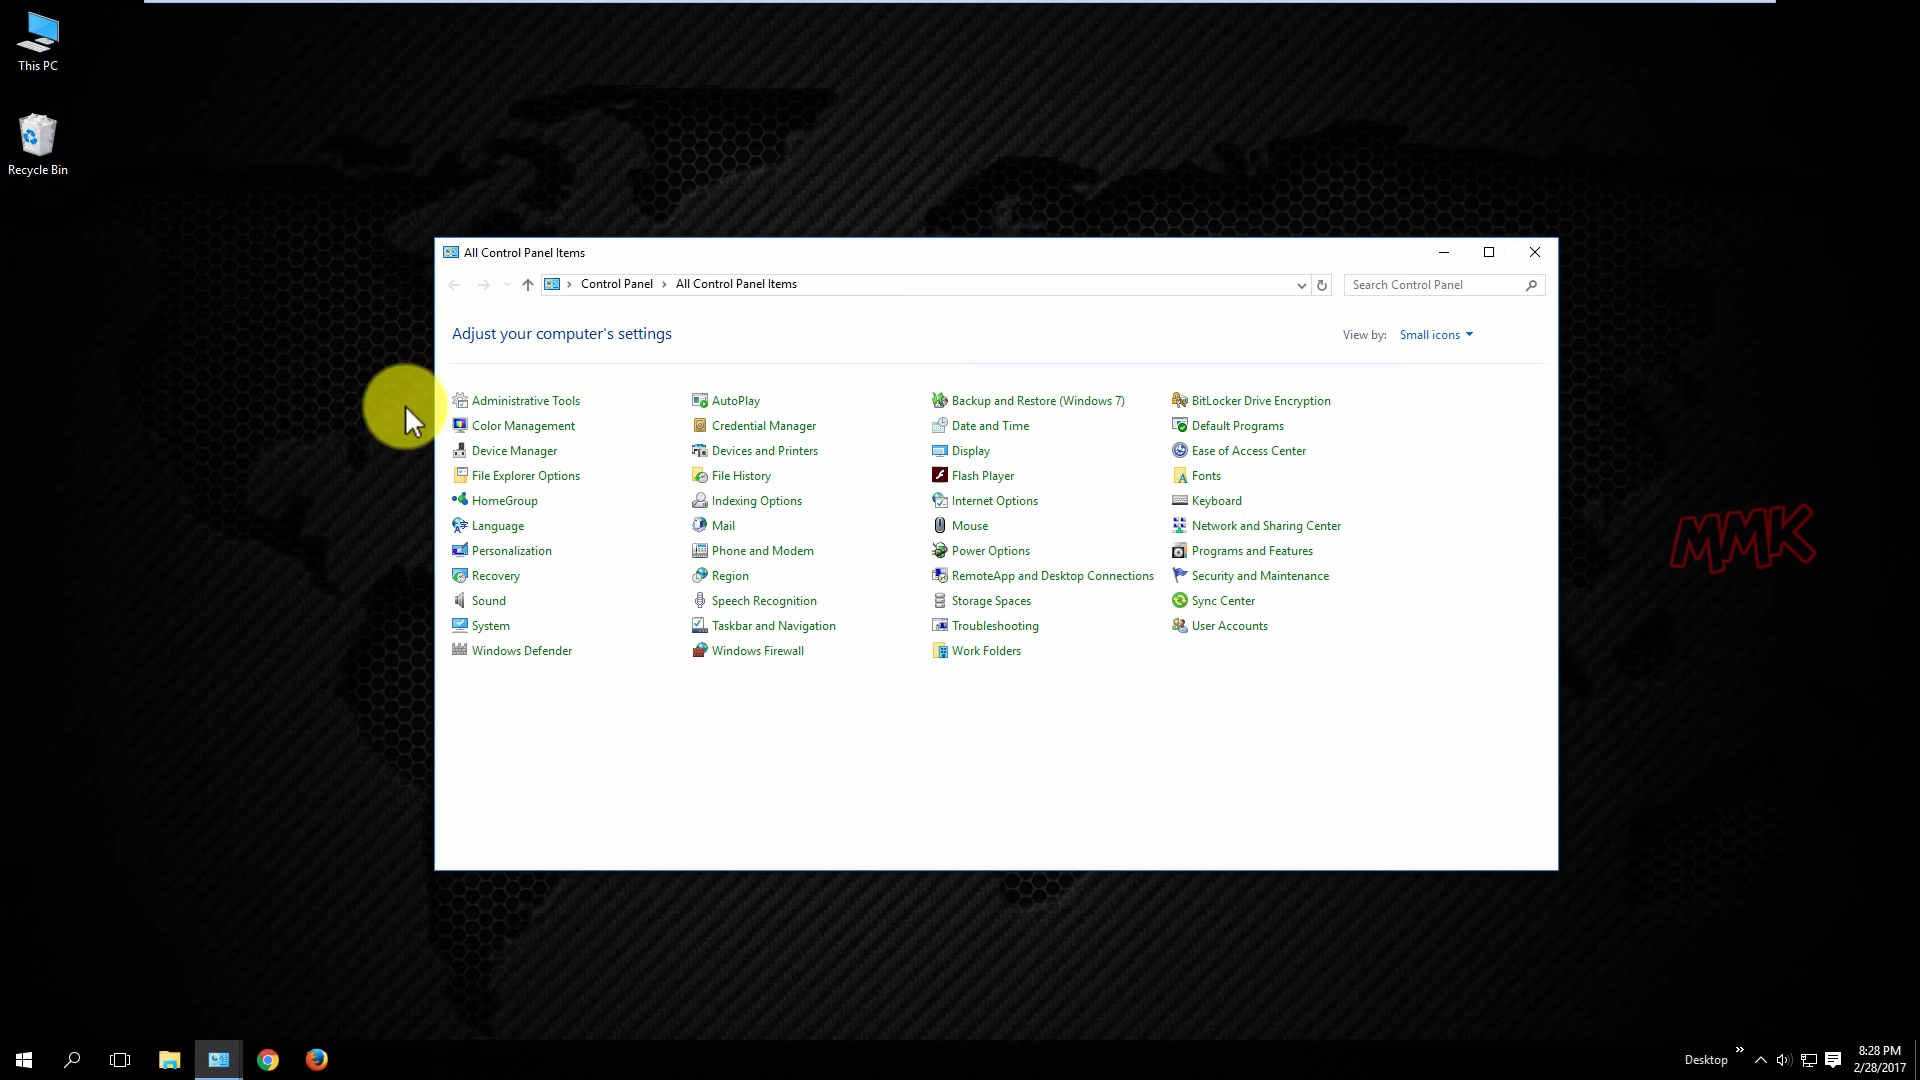 This PC
Recycle Bin
All Control Panel Items
Control Panel > All Control Panel Items
Search Control Panel
Adjust your computer's settings
View by: Small icons
Administrative Tools AutoPlay Backup and Restore (Windows 7) BitLocker Drive Encryption
Color Management Credential Manager Date and Time Default Programs
Device Manager Devices and Printers Display Ease of Access Center
File Explorer Options File History Flash Player Fonts
HomeGroup Indexing Options Internet Options Keyboard
Language Mail Mouse Network and Sharing Center
Personalization Phone and Modem Power Options Programs and Features
Recovery Region RemoteApp and Desktop Connections Security and Maintenance
Sound Speech Recognition Storage Spaces Sync Center
System Taskbar and Navigation Troubleshooting User Accounts
Windows Defender Windows Firewall Work Folders
MMK
Desktop
8:28 PM
2/28/2017